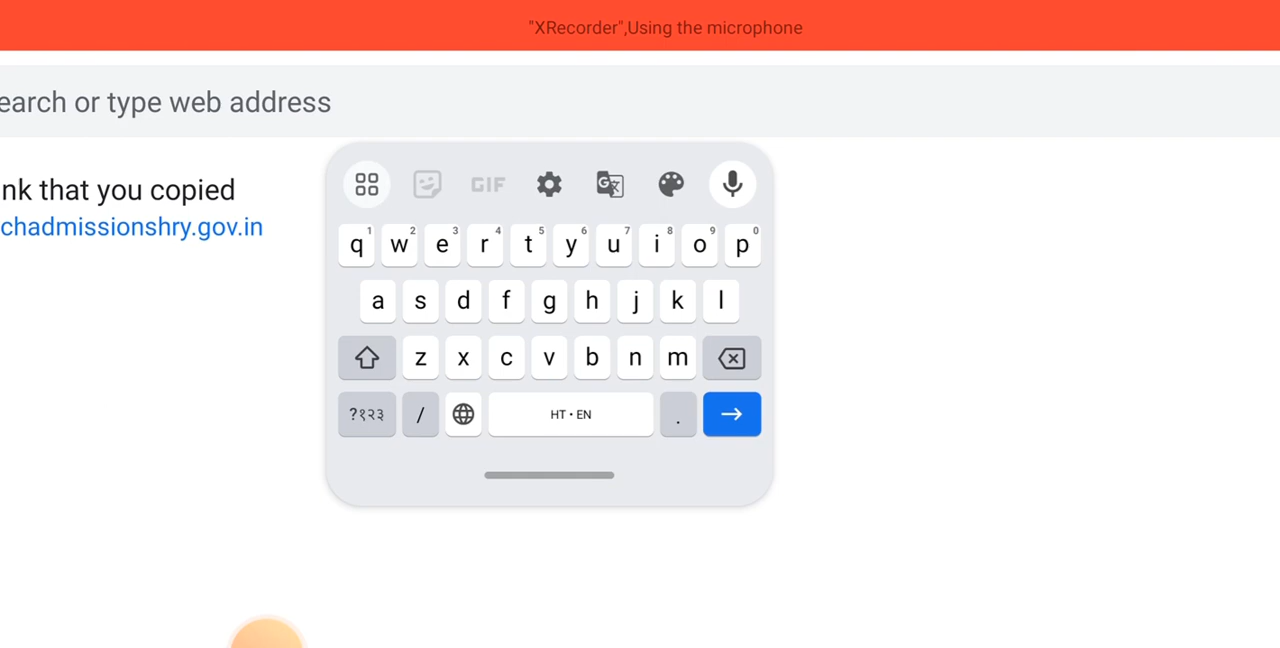 "XRecorder",Using the microphone
earch or type web address
nk that you copied
chadmissionshry.gov.in
GIF
q1 w2 e3 r4 t5 y6 u7 i8 o9 p0
a s d f g h j k l
z x c v b n m
?१२३ / HT • EN .